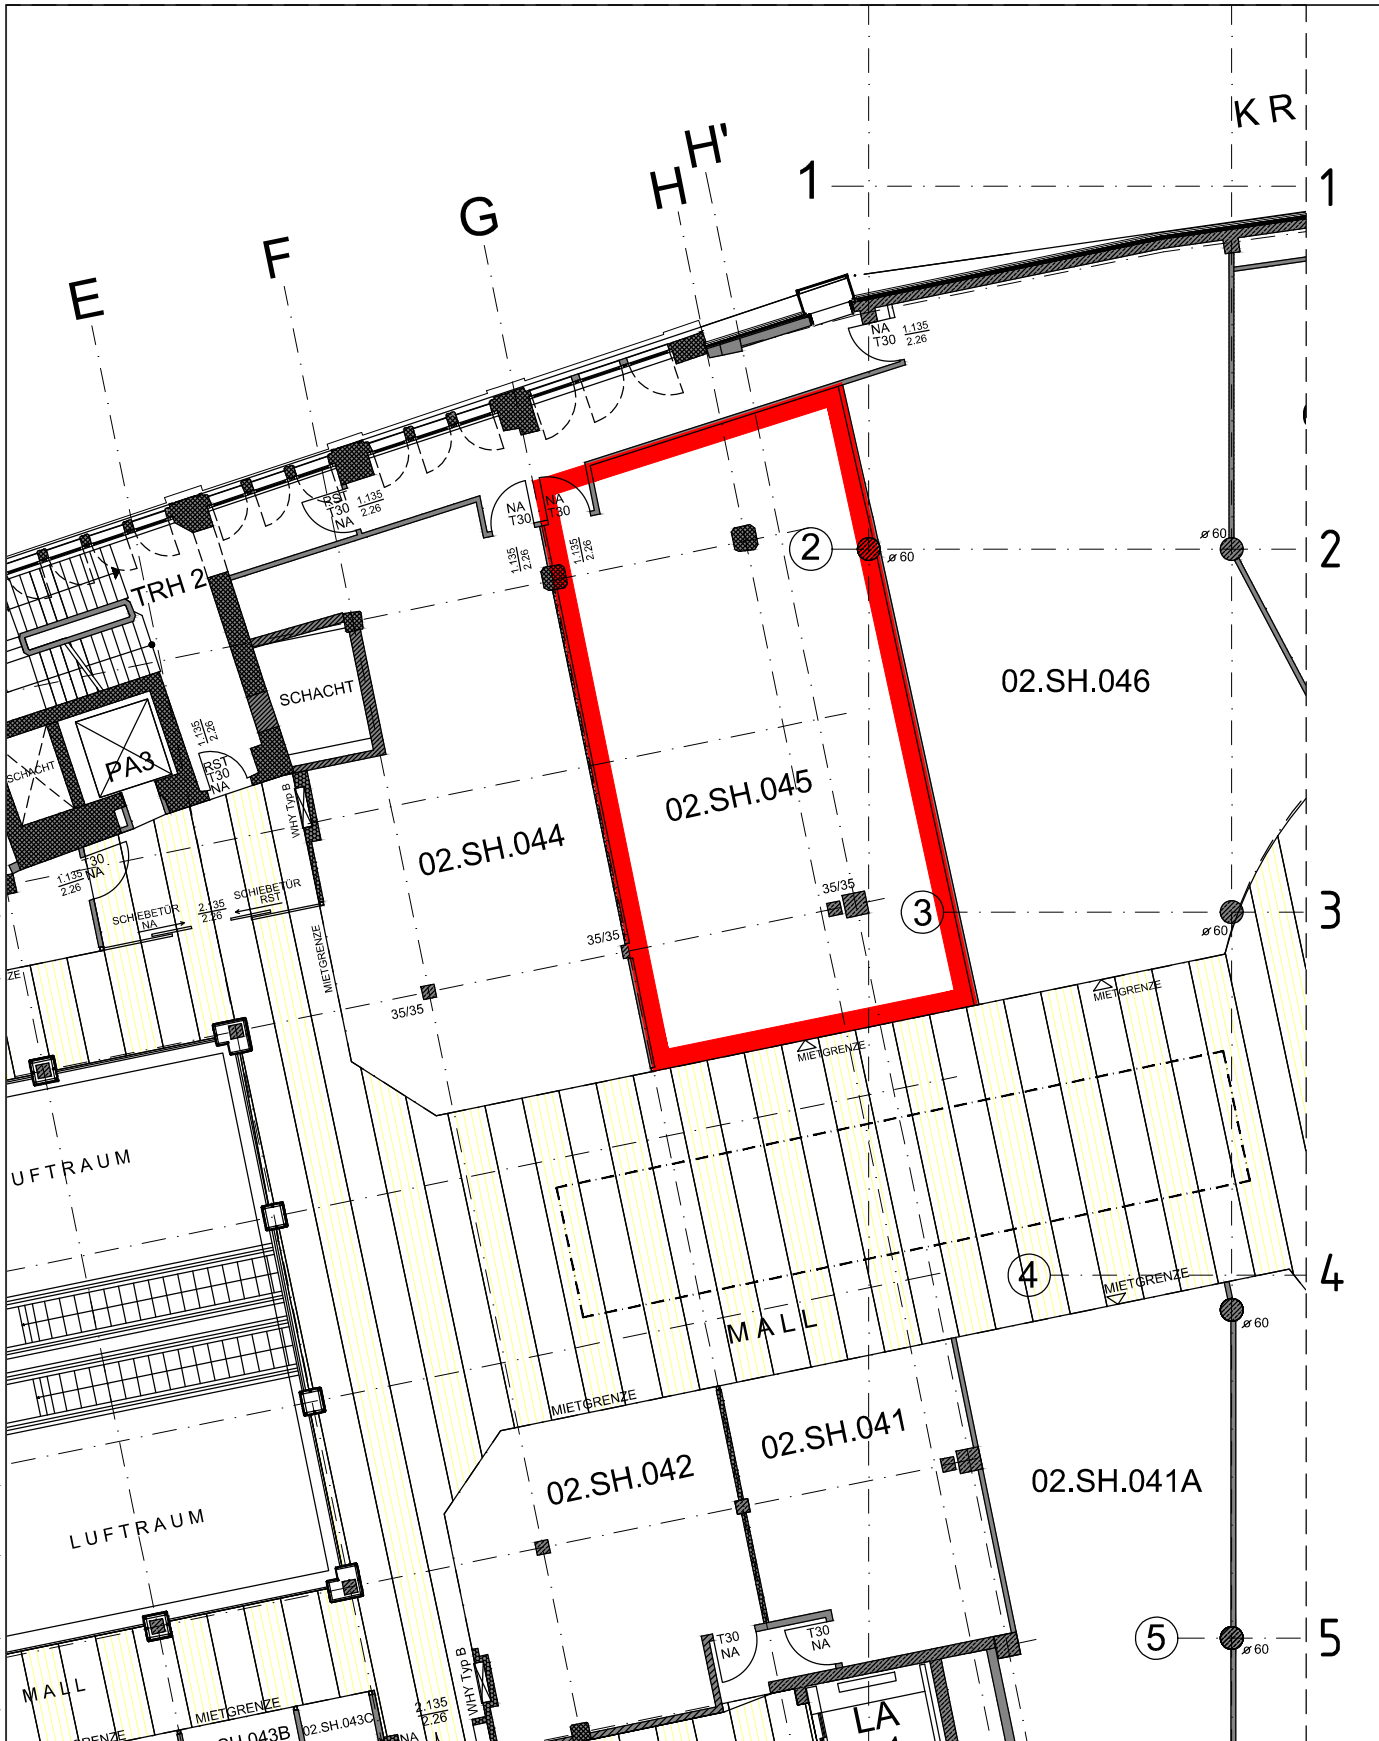 K R
H'
1
1
H
G
F
E
NA
T30
1.135
2.26
RST
T30
NA
1.135
2.26
NA
T30
NA
T30
1.135
2.26
1.135
2.26
2
ø 60
ø 60
2
TRH 2
SCHACHT
02.SH.046
1.135
2.26
SCHACHT
PA3
RST
T30
NA
WHY Typ B
02.SH.045
02.SH.044
T30
NA
1.135
2.26
SCHIEBETÜR
NA
2.135
2.26
SCHIEBETÜR
RST
35/35
3
3
ø 60
35/35
MIETGRENZE
ZE
35/35
MIETGRENZE
MIETGRENZE
UFTRAUM
4
MIETGRENZE
4
ø 60
MALL
MIETGRENZE
02.SH.041
02.SH.042
02.SH.041A
LUFTRAUM
T30
NA
T30
NA
5
5
ø 60
WHY Typ B
MALL
MIETGRENZE
2.135
2.26
RENZE
SH.043B
02.SH.043C
NA
LA